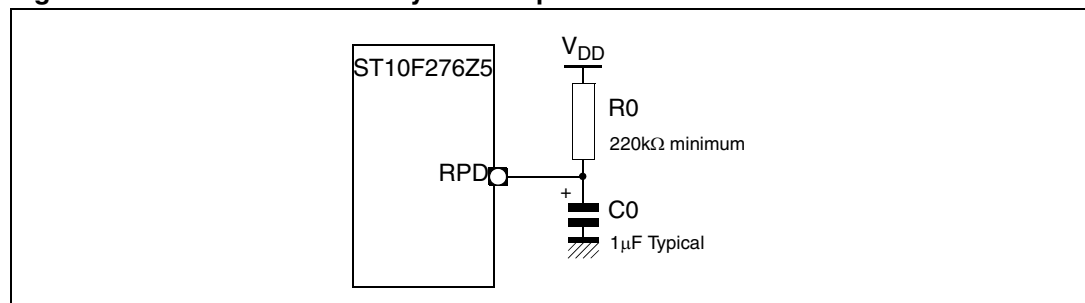 ST10F276Z5
VDD
R0
220kΩ minimum
RPD
+
C0
1μF Typical